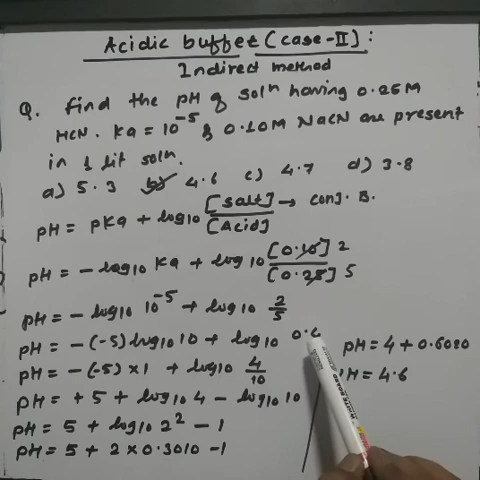 Acidic buffer (Case-II):
Indirect method
Q. Find the pH of solⁿ having 0.25M
HCN. Ka = 10⁻⁵ & 0.10M NaCN are present
in 1 lit solⁿ.
a) 5.3 b) 4.6 c) 4.7 d) 3.8
pH = PKa + log10 [Salt]/[Acid] → conj. B.
pH = - log10 Ka + log10 [0.10] 2/[0.25] 5
pH = - log10 10⁻⁵ + log10 2/5
pH = - (-5) log10 10 + log10 0.4
pH = - (-5) × 1 + log10 4/10
pH = + 5 + log10 4 - log10 10
pH = 5 + log10 2² - 1
pH = 5 + 2 × 0.3010 - 1
pH = 4 + 0.6020
pH = 4.6
WHITE BOARD